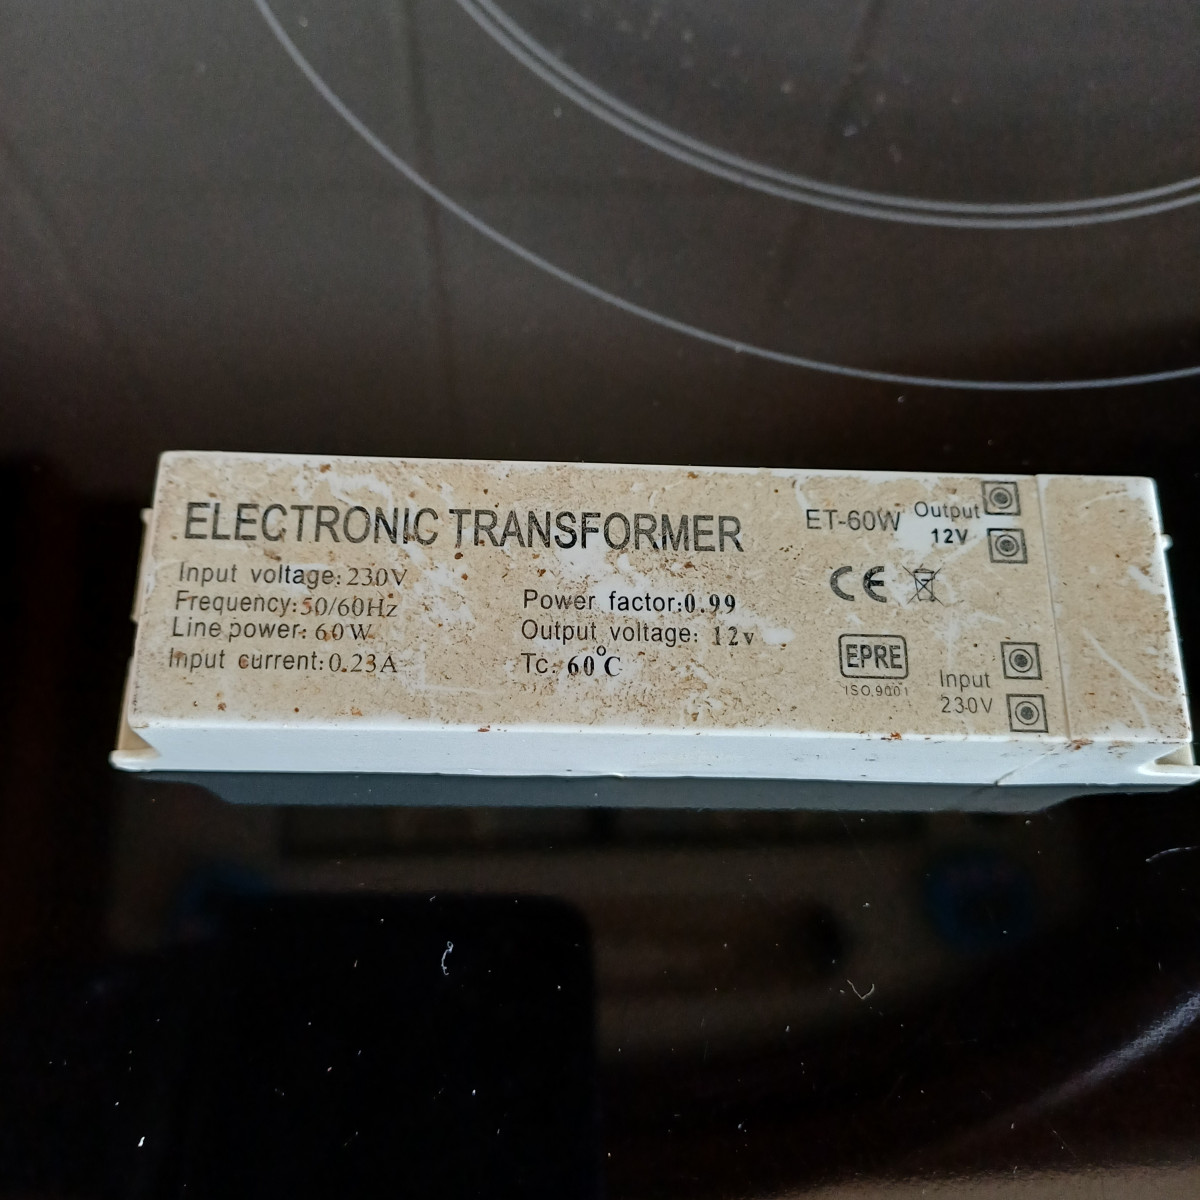 ELECTRONIC TRANSFORMER
Input voltage: 230V
Frequency: 50/60Hz
Line power: 60W
Input current: 0.23A
Power factor: 0.99
Output voltage: 12v
Tc. 60°C
ET-60W
Output
12V
CE
EPRE
ISO,9001
Input
230V